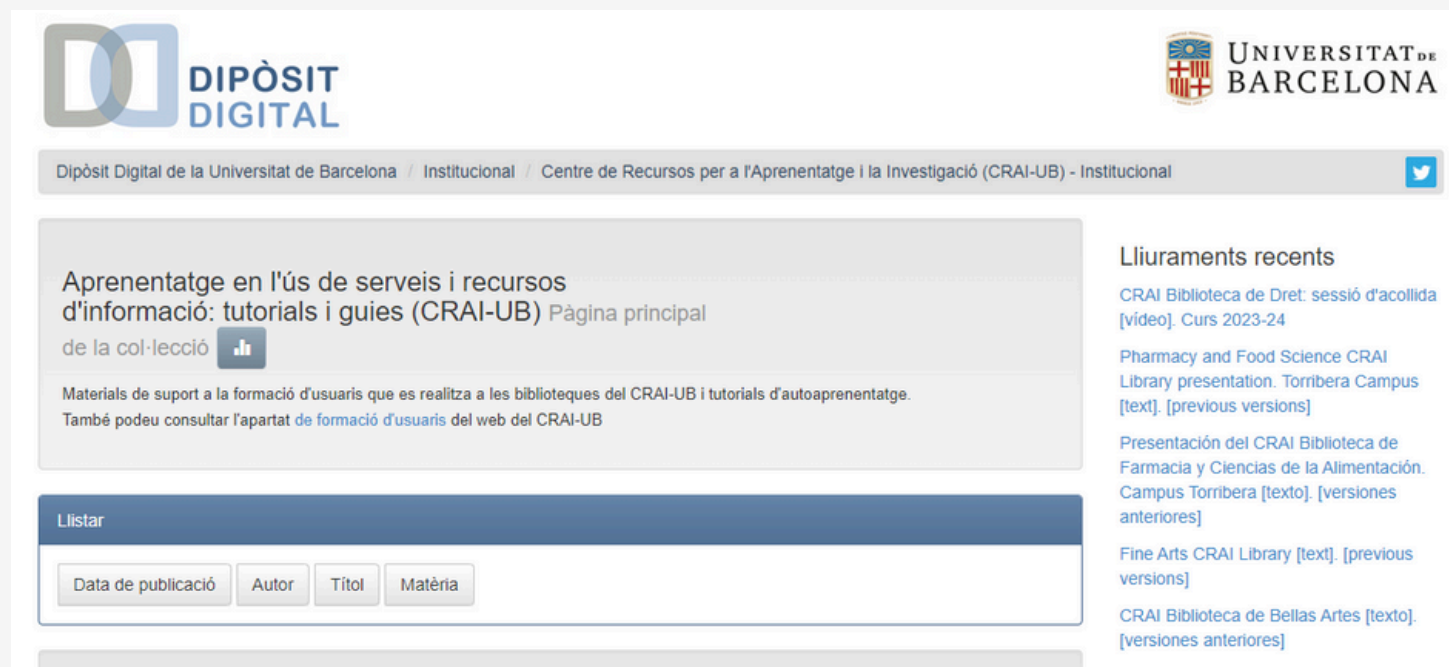 DIPÒSIT
DIGITAL
UNIVERSITAT DE
BARCELONA
Dipòsit Digital de la Universitat de Barcelona / Institucional / Centre de Recursos per a l'Aprenentatge i la Investigació (CRAI-UB) - Institucional
Aprenentatge en l'ús de serveis i recursos
d'informació: tutorials i guies (CRAI-UB) Pàgina principal
de la col·lecció
Materials de suport a la formació d'usuaris que es realitza a les biblioteques del CRAI-UB i tutorials d'autoaprenentatge.
També podeu consultar l'apartat de formació d'usuaris del web del CRAI-UB
Llistar
Data de publicació
Autor
Títol
Matèria
Lliuraments recents
CRAI Biblioteca de Dret: sessió d'acollida
[vídeo]. Curs 2023-24
Pharmacy and Food Science CRAI
Library presentation. Torribera Campus
[text]. [previous versions]
Presentación del CRAI Biblioteca de
Farmacia y Ciencias de la Alimentación.
Campus Torribera [texto]. [versiones
anteriores]
Fine Arts CRAI Library [text]. [previous
versions]
CRAI Biblioteca de Bellas Artes [texto].
[versiones anteriores]